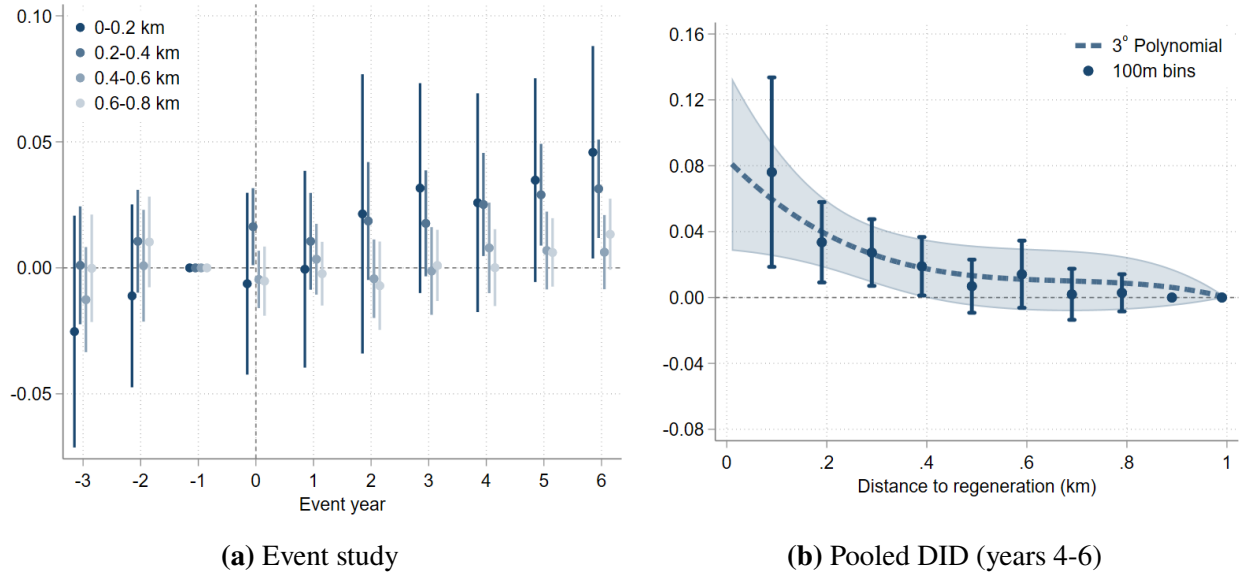 0.10
0.05
0.00
-0.05
0-0.2 km
0.2-0.4 km
0.4-0.6 km
0.6-0.8 km
-3 -2 -1 0 1 2 3 4 5 6
Event year
(a) Event study
0.16
0.12
0.08
0.04
0.00
-0.04
-0.08
3° Polynomial
100m bins
0 .2 .4 .6 .8 1
Distance to regeneration (km)
(b) Pooled DID (years 4-6)